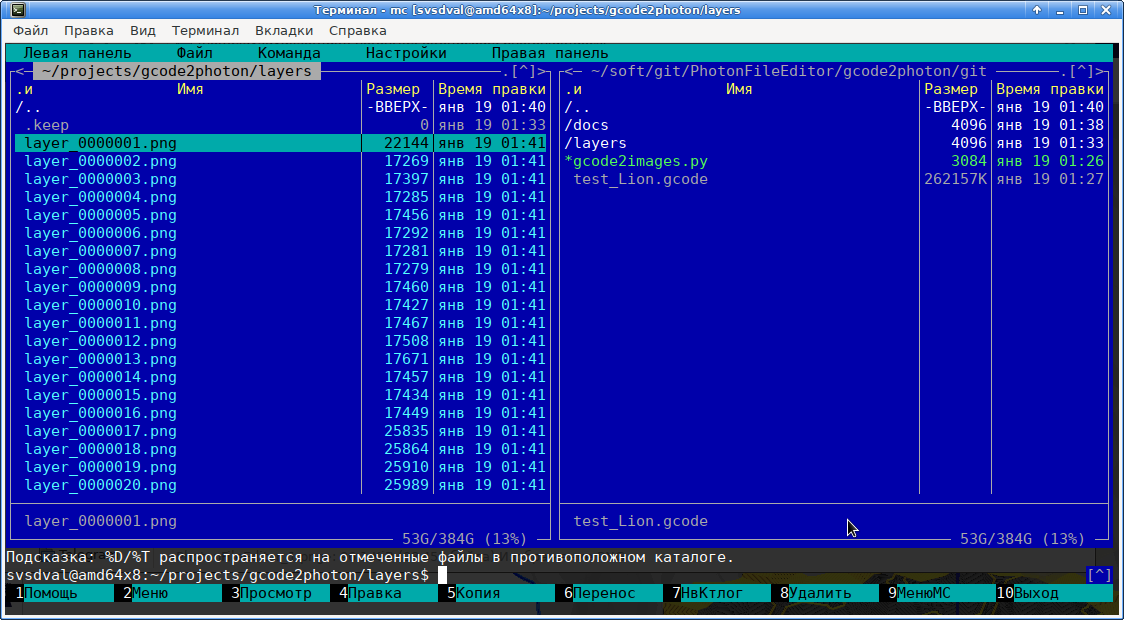 Терминал - mc [svsdval@amd64x8]:~/projects/gcode2photon/layers
Файл Правка Вид Терминал Вкладки Справка
Левая панель Файл Команда Настройки Правая панель
<— ~/projects/gcode2photon/layers .[^]> <— ~/soft/git/PhotonFileEditor/gcode2photon/git .[^]>
.и Имя Размер Время правки .и Имя Размер Время правки
/.. -ВВЕРХ- янв 19 01:40 /.. -ВВЕРХ- янв 19 01:40
.keep 0 янв 19 01:33 /docs 4096 янв 19 01:38
layer_0000001.png 22144 янв 19 01:41 /layers 4096 янв 19 01:33
layer_0000002.png 17269 янв 19 01:41 *gcode2images.py 3084 янв 19 01:26
layer_0000003.png 17397 янв 19 01:41 test_Lion.gcode 262157K янв 19 01:27
layer_0000004.png 17285 янв 19 01:41
layer_0000005.png 17456 янв 19 01:41
layer_0000006.png 17292 янв 19 01:41
layer_0000007.png 17281 янв 19 01:41
layer_0000008.png 17279 янв 19 01:41
layer_0000009.png 17460 янв 19 01:41
layer_0000010.png 17427 янв 19 01:41
layer_0000011.png 17467 янв 19 01:41
layer_0000012.png 17508 янв 19 01:41
layer_0000013.png 17671 янв 19 01:41
layer_0000014.png 17457 янв 19 01:41
layer_0000015.png 17434 янв 19 01:41
layer_0000016.png 17449 янв 19 01:41
layer_0000017.png 25835 янв 19 01:41
layer_0000018.png 25864 янв 19 01:41
layer_0000019.png 25910 янв 19 01:41
layer_0000020.png 25989 янв 19 01:41
layer_0000001.png test_Lion.gcode
53G/384G (13%) 53G/384G (13%)
Подсказка: %D/%T распространяется на отмеченные файлы в противоположном каталоге.
svsdval@amd64x8:~/projects/gcode2photon/layers$ [^]
1Помощь 2Меню 3Просмотр 4Правка 5Копия 6Перенос 7НвКтлог 8Удалить 9МенюMC 10Выход